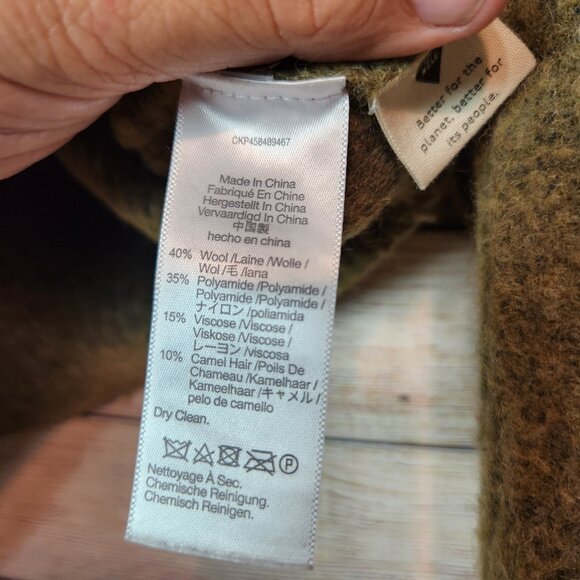 CKP458489467
Made In China
Fabriqué En Chine
Hergestellt In China
Vervaardigd In China
中国製
hecho en china
40% Wool /Laine /Wolle /
Wol /毛 /lana
35% Polyamide /Polyamide /
Polyamide /Polyamide /
ナイロン /poliamida
15% Viscose /Viscose /
Viskose /Viscose /
レーヨン /viscosa
10% Camel Hair /Poils De
Chameau /Kamelhaar /
Kameelhaar /キャメル /
pelo de camello
Dry Clean.
P
Nettoyage À Sec.
Chemische Reinigung.
Chemisch Reinigen.
Better for the
planet, better for
its people.